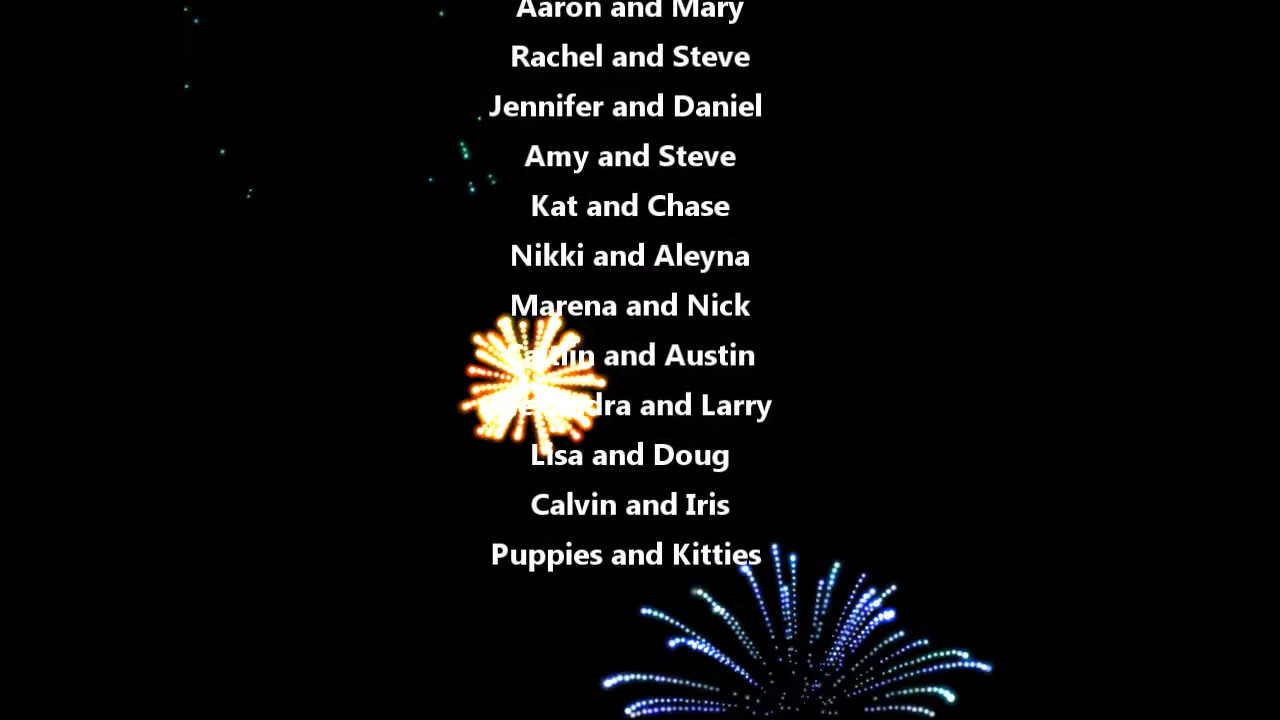 Aaron and Mary
Rachel and Steve
Jennifer and Daniel
Amy and Steve
Kat and Chase
Nikki and Aleyna
Marena and Nick
Caitlin and Austin
and Larry
Lisa and Doug
Calvin and Iris
Puppies and Kitties